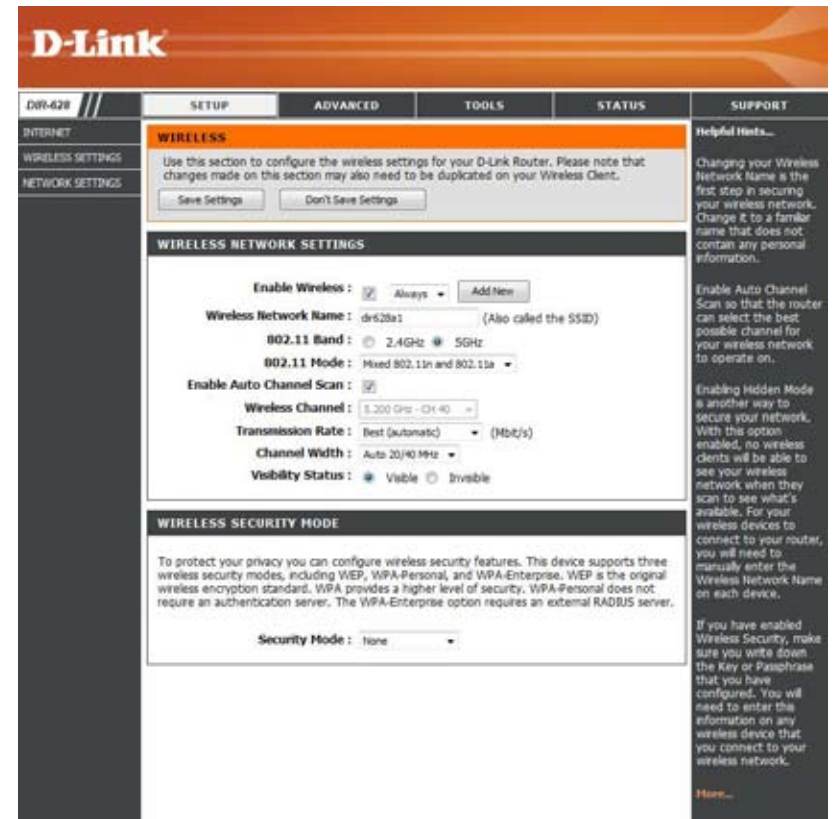 D-Link
DIR-628
SETUP
ADVANCED
TOOLS
STATUS
SUPPORT
INTERNET
WIRELESS SETTINGS
NETWORK SETTINGS
WIRELESS
Use this section to configure the wireless settings for your D-Link Router. Please note that
changes made on this section may also need to be duplicated on your Wireless Client.
Save Settings
Don't Save Settings
WIRELESS NETWORK SETTINGS
Enable Wireless : Always Add New
Wireless Network Name : dr628a1 (Also called the SSID)
802.11 Band : 2.4GHz 5GHz
802.11 Mode : Mixed 802.11n and 802.11a
Enable Auto Channel Scan :
Wireless Channel : 5.200 GHz - CH 40
Transmission Rate : Best (automatic) (Mbit/s)
Channel Width : Auto 20/40 MHz
Visibility Status : Visible Invisible
WIRELESS SECURITY MODE
To protect your privacy you can configure wireless security features. This device supports three
wireless security modes, including WEP, WPA-Personal, and WPA-Enterprise. WEP is the original
wireless encryption standard. WPA provides a higher level of security. WPA-Personal does not
require an authentication server. The WPA-Enterprise option requires an external RADIUS server.
Security Mode : None
Helpful Hints...
Changing your Wireless
Network Name is the
first step in securing
your wireless network.
Change it to a familiar
name that does not
contain any personal
information.
Enable Auto Channel
Scan so that the router
can select the best
possible channel for
your wireless network
to operate on.
Enabling Hidden Mode
is another way to
secure your network.
With this option
enabled, no wireless
clients will be able to
see your wireless
network when they
scan to see what's
available. For your
wireless devices to
connect to your router,
you will need to
manually enter the
Wireless Network Name
on each device.
If you have enabled
Wireless Security, make
sure you write down
the Key or Passphrase
that you have
configured. You will
need to enter this
information on any
wireless device that
you connect to your
wireless network.
More...